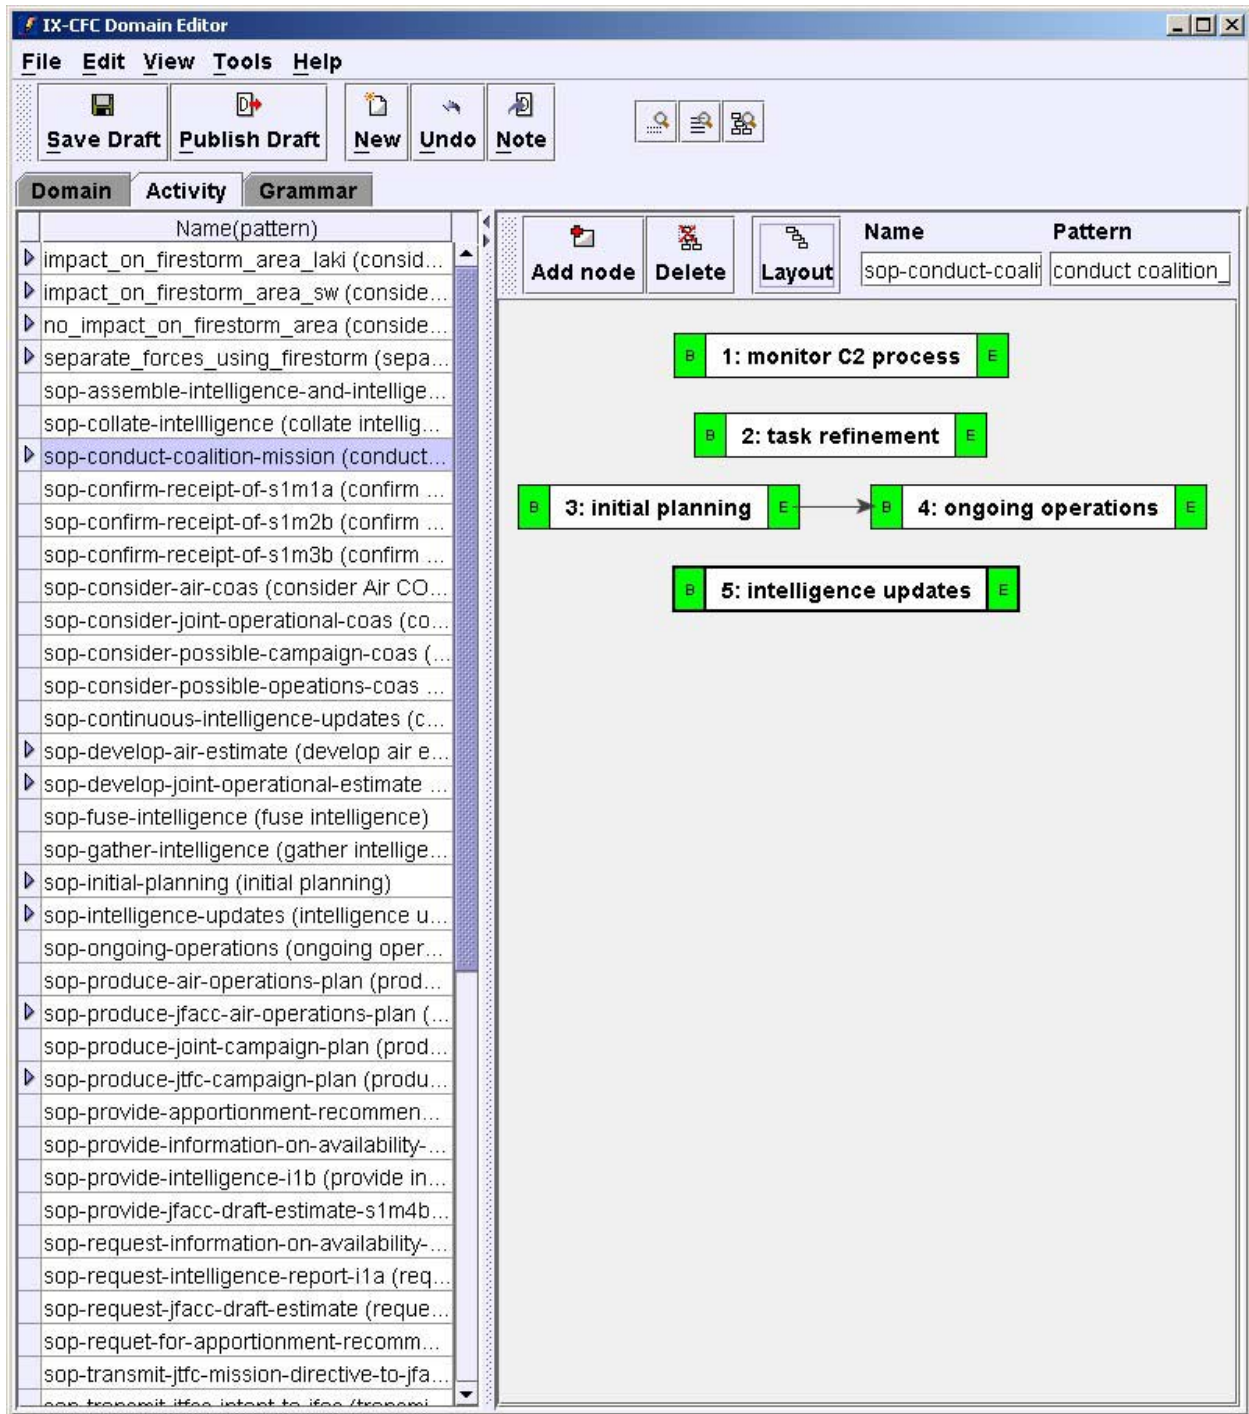 IX-CFC Domain Editor
File Edit View Tools Help
Save Draft Publish Draft New Undo Note
Domain Activity Grammar
Name(pattern)
impact_on_firestorm_area_laki (consid...
impact_on_firestorm_area_sw (conside...
no_impact_on_firestorm_area (conside...
separate_forces_using_firestorm (sepa...
sop-assemble-intelligence-and-intellige...
sop-collate-intellligence (collate intellig...
sop-conduct-coalition-mission (conduct...
sop-confirm-receipt-of-s1m1a (confirm ...
sop-confirm-receipt-of-s1m2b (confirm ...
sop-confirm-receipt-of-s1m3b (confirm ...
sop-consider-air-coas (consider Air CO...
sop-consider-joint-operational-coas (co...
sop-consider-possible-campaign-coas (...
sop-consider-possible-opeations-coas ...
sop-continuous-intelligence-updates (c...
sop-develop-air-estimate (develop air e...
sop-develop-joint-operational-estimate ...
sop-fuse-intelligence (fuse intelligence)
sop-gather-intelligence (gather intellige...
sop-initial-planning (initial planning)
sop-intelligence-updates (intelligence u...
sop-ongoing-operations (ongoing oper...
sop-produce-air-operations-plan (prod...
sop-produce-jfacc-air-operations-plan (...
sop-produce-joint-campaign-plan (prod...
sop-produce-jtfc-campaign-plan (produ...
sop-provide-apportionment-recommen...
sop-provide-information-on-availability-...
sop-provide-intelligence-i1b (provide in...
sop-provide-jfacc-draft-estimate-s1m4b...
sop-request-information-on-availability-...
sop-request-intelligence-report-i1a (req...
sop-request-jfacc-draft-estimate (reque...
sop-requet-for-apportionment-recomm...
sop-transmit-jtfc-mission-directive-to-jfa...
Add node Delete Layout
Name Pattern
sop-conduct-coali conduct coalition_
B 1: monitor C2 process E
B 2: task refinement E
B 3: initial planning E B 4: ongoing operations E
B 5: intelligence updates E